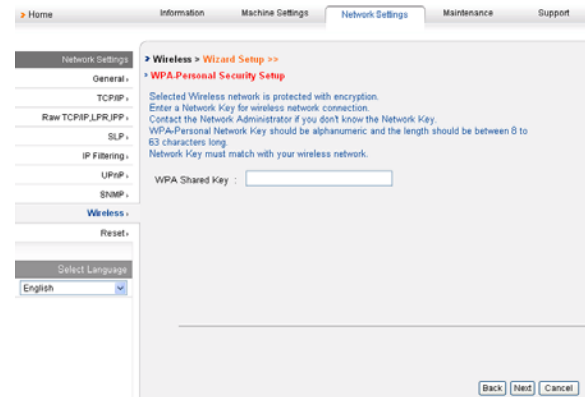 > Home
Information Machine Settings Network Settings Maintenance Support
Network Settings
General
TCP/IP
Raw TCP/IP,LPR,IPP
SLP
IP Filtering
UPnP
SNMP
Wireless
Reset
Select Language
English
> Wireless > Wizard Setup >>
> WPA-Personal Security Setup
Selected Wireless network is protected with encryption.
Enter a Network Key for wireless network connection.
Contact the Network Administrator if you don't know the Network Key.
WPA-Personal Network Key should be alphanumeric and the length should be between 8 to
63 characters long.
Network Key must match with your wireless network.
WPA Shared Key :
Back Next Cancel